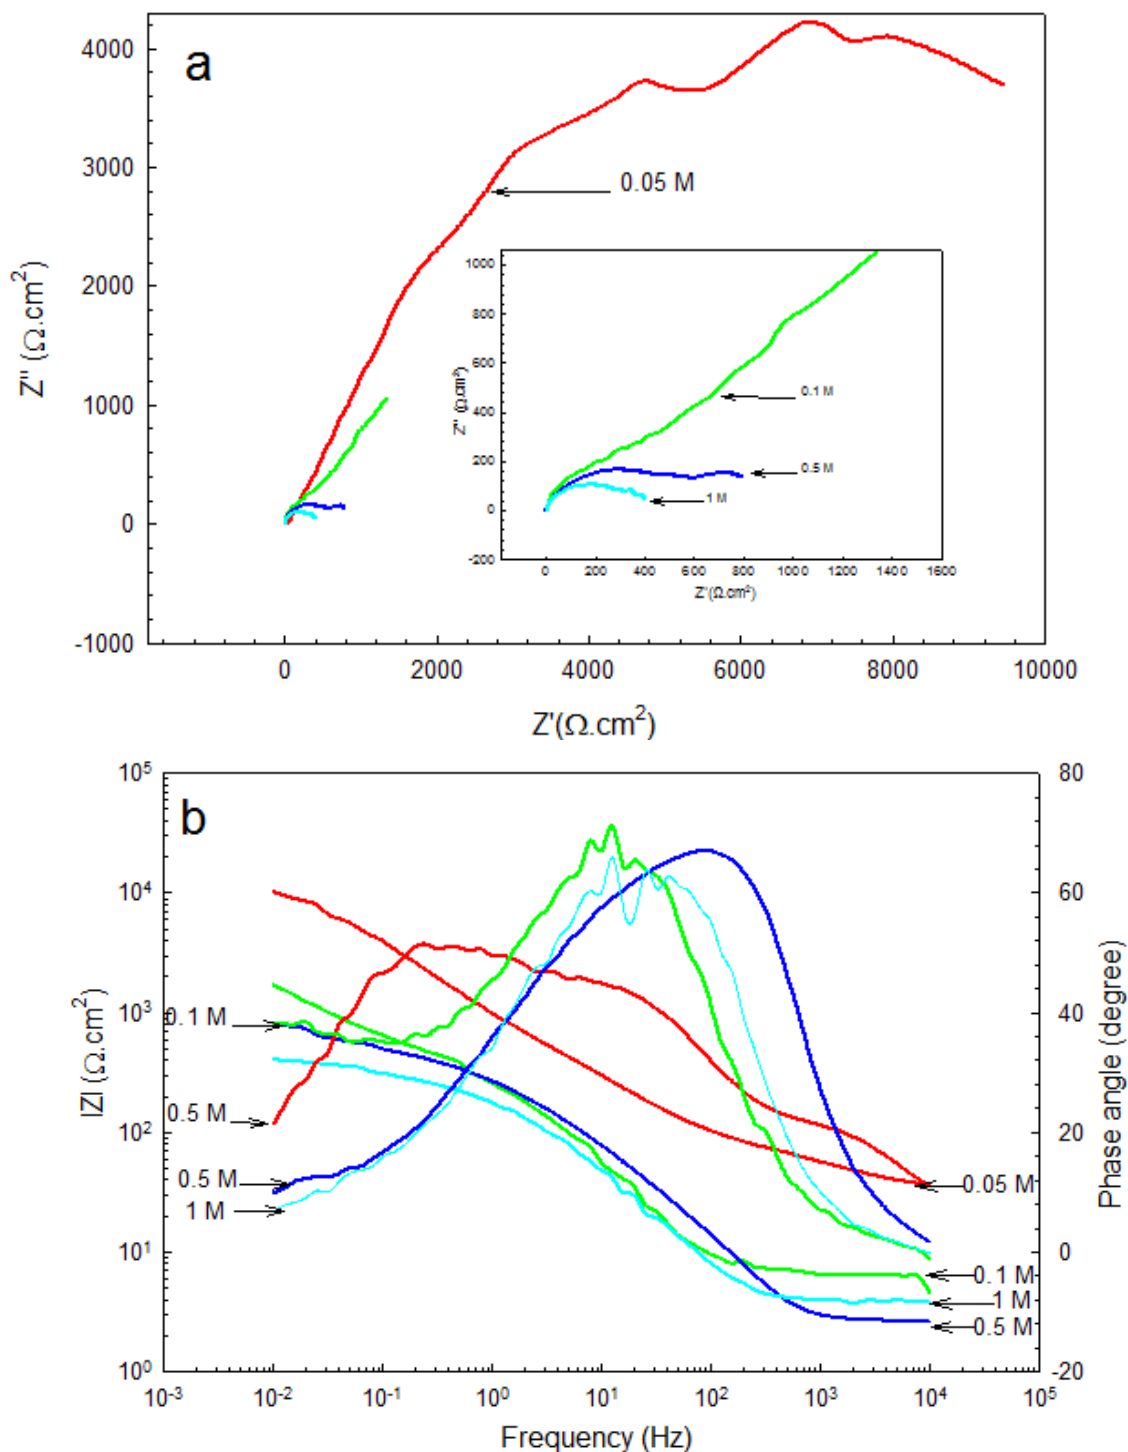 a
4000
3000
2000
1000
0
-1000
Z'' (Ω.cm²)
0.05 M
1000
800
600
400
200
0
-200
Z'' (Ω.cm²)
0.1 M
0.5 M
1 M
0 200 400 600 800 1000 1200 1400 1600
Z'(Ω.cm²)
0 2000 4000 6000 8000 10000
Z'(Ω.cm²)
b
10⁵
10⁴
10³
10²
10¹
10⁰
|Z| (Ω.cm²)
0.1 M
0.5 M
0.5 M
1 M
0.05 M
0.1 M
1 M
0.5 M
80
60
40
20
0
-20
Phase angle (degree)
10⁻³ 10⁻² 10⁻¹ 10⁰ 10¹ 10² 10³ 10⁴ 10⁵
Frequency (Hz)